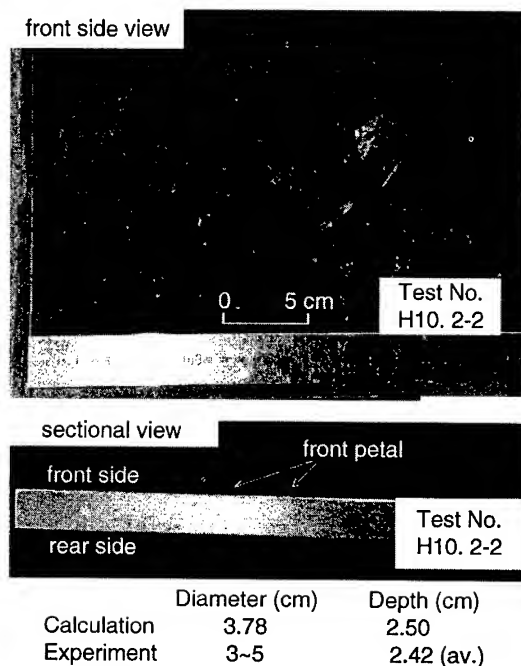 front side view
0 5 cm
Test No.
H10. 2-2
sectional view
front petal
front side
rear side
Test No.
H10. 2-2
Diameter (cm) Depth (cm)
Calculation 3.78 2.50
Experiment 3~5 2.42 (av.)